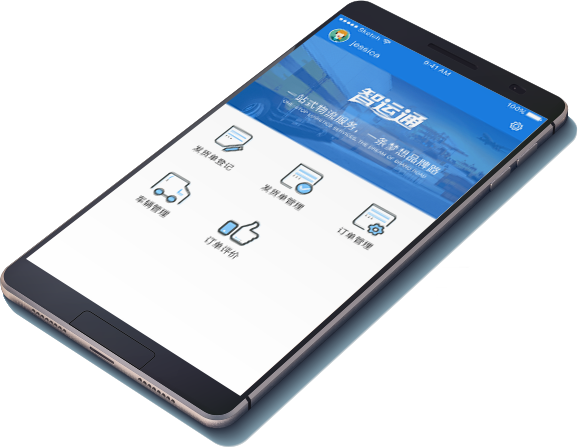 Sketch
9:41 AM
100%
jessica
智运通
一站式物流服务，一条梦想品牌路
ONE-STOP LOGISTICS SERVICES, THE DREAM OF BRAND ROAD
发货单登记
发货单管理
订单管理
车辆管理
订单评价